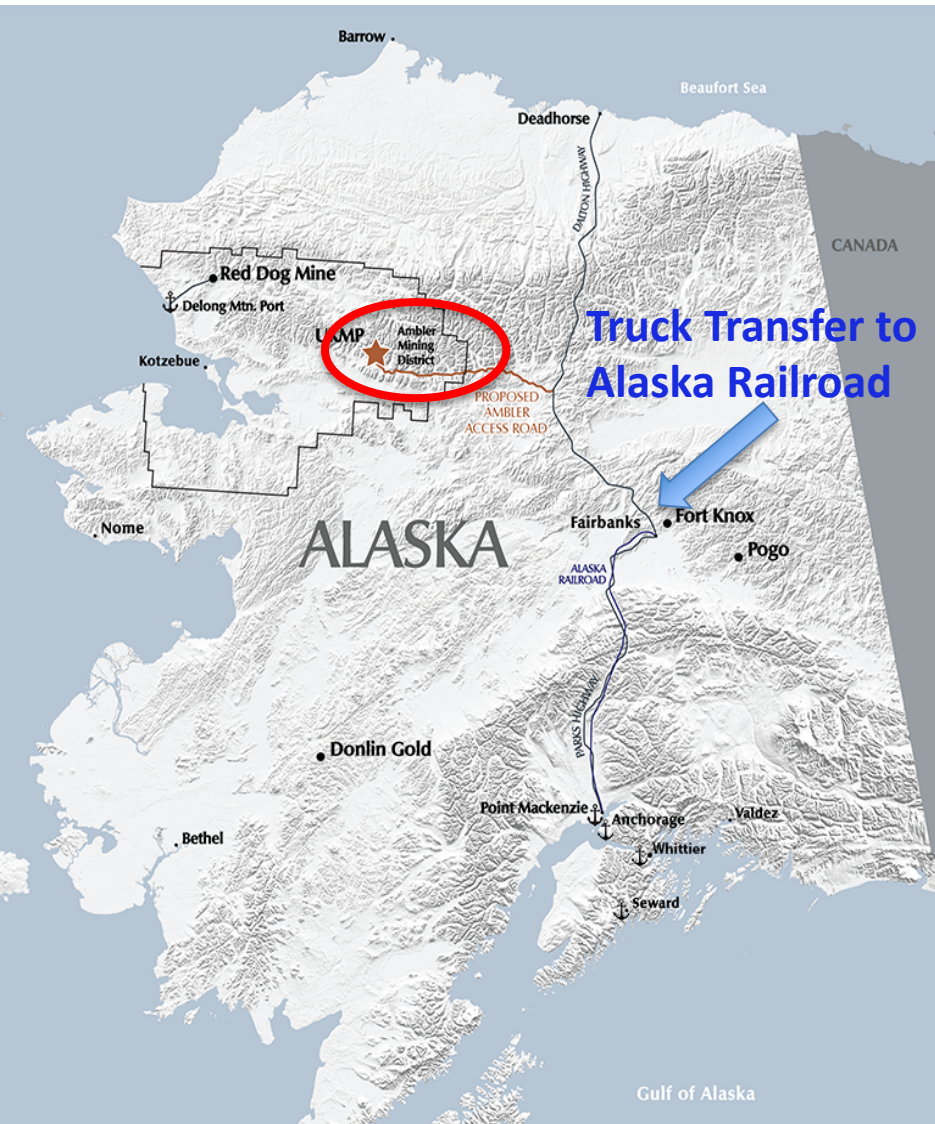 Barrow
Beaufort Sea
Deadhorse
DALTON HIGHWAY
CANADA
Red Dog Mine
Delong Mtn. Port
Truck Transfer to
Alaska Railroad
UKMP
Ambler
Mining
District
Kotzebue
PROPOSED
AMBLER
ACCESS ROAD
Nome
ALASKA
Fairbanks
Fort Knox
Pogo
ALASKA
RAILROAD
PARKS HIGHWAY
Donlin Gold
Point Mackenzie
Anchorage
Valdez
Bethel
Whittier
Seward
Gulf of Alaska